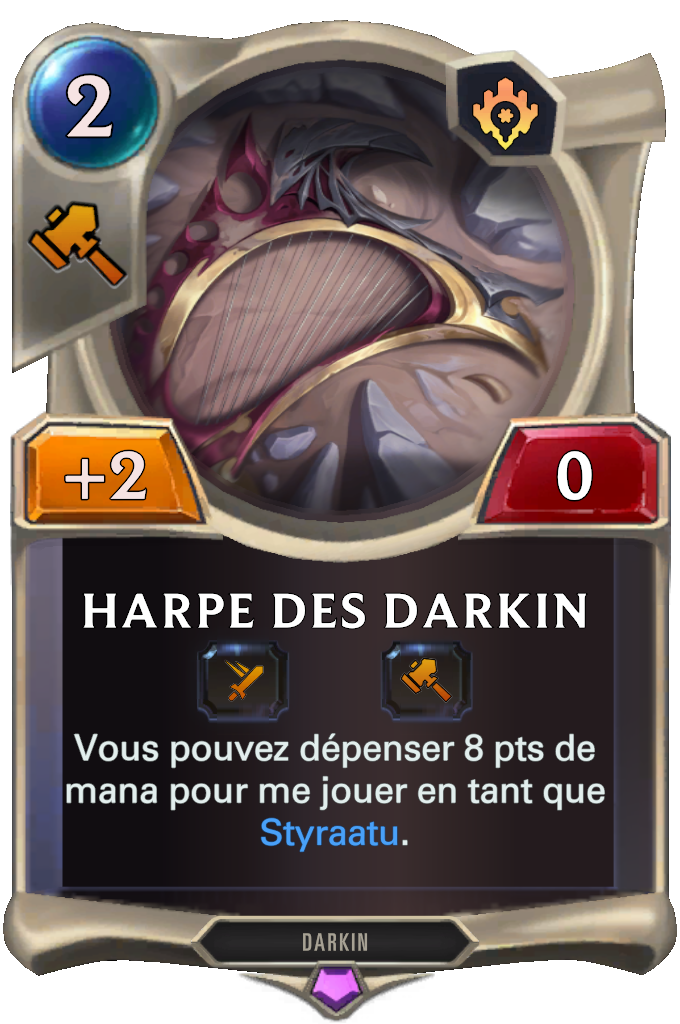 2
+2
0
HARPE DES DARKIN
Vous pouvez dépenser 8 pts de
mana pour me jouer en tant que
Styraatu.
DARKIN